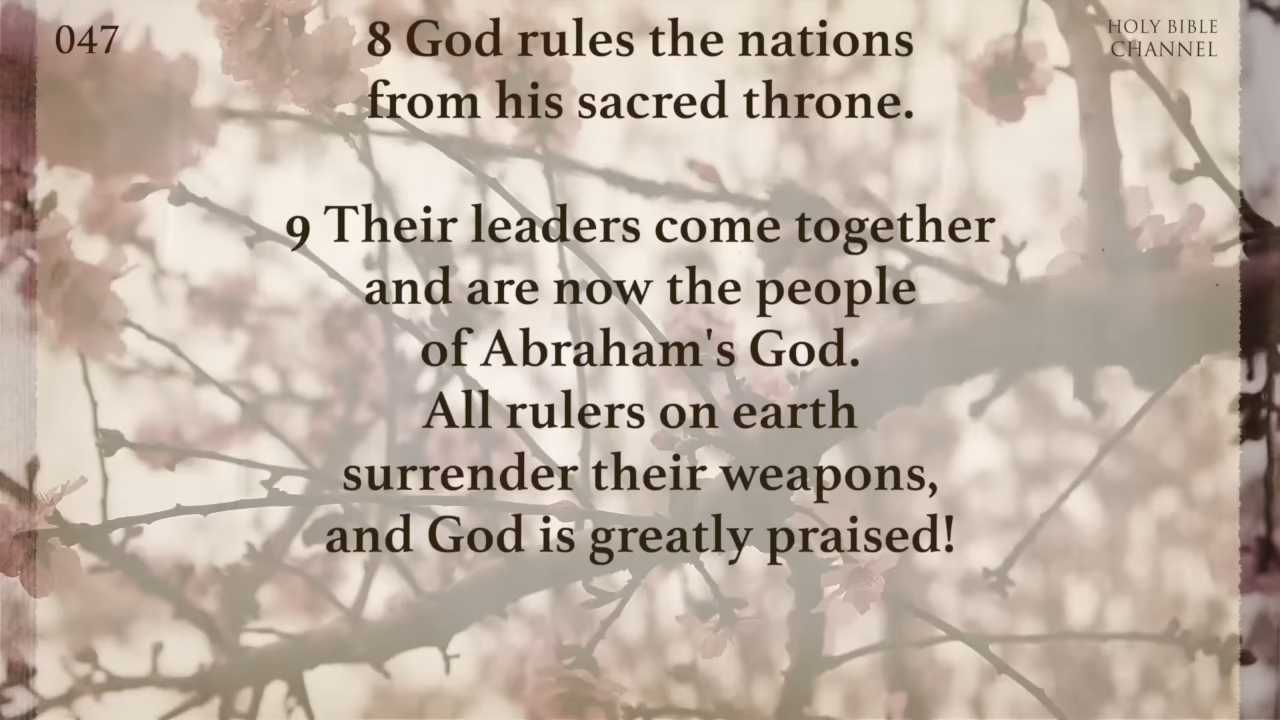 047
HOLY BIBLE
CHANNEL
8 God rules the nations
from his sacred throne.
9 Their leaders come together
and are now the people
of Abraham's God.
All rulers on earth
surrender their weapons,
and God is greatly praised!